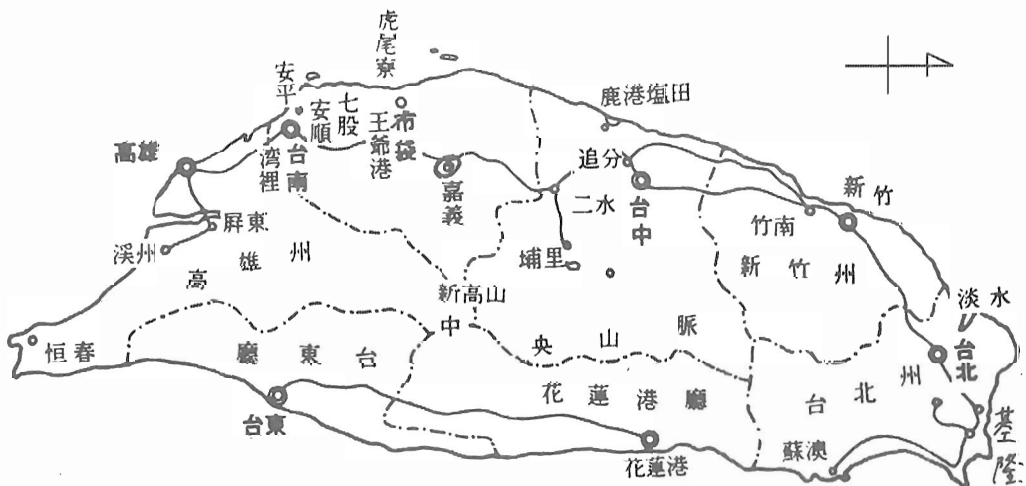 虎尾寮
安平
七股
安順
王爺港
布袋
鹿港塩田
高雄
湾裡
台南
嘉義
追分
二水
台中
新竹
竹南
屏東
溪州
高雄州
埔里
新竹州
新高山
淡水
中央山脈
恒春
廳東台
台北
台東
花蓮港廳
台北州
蘇澳
基隆
花蓮港